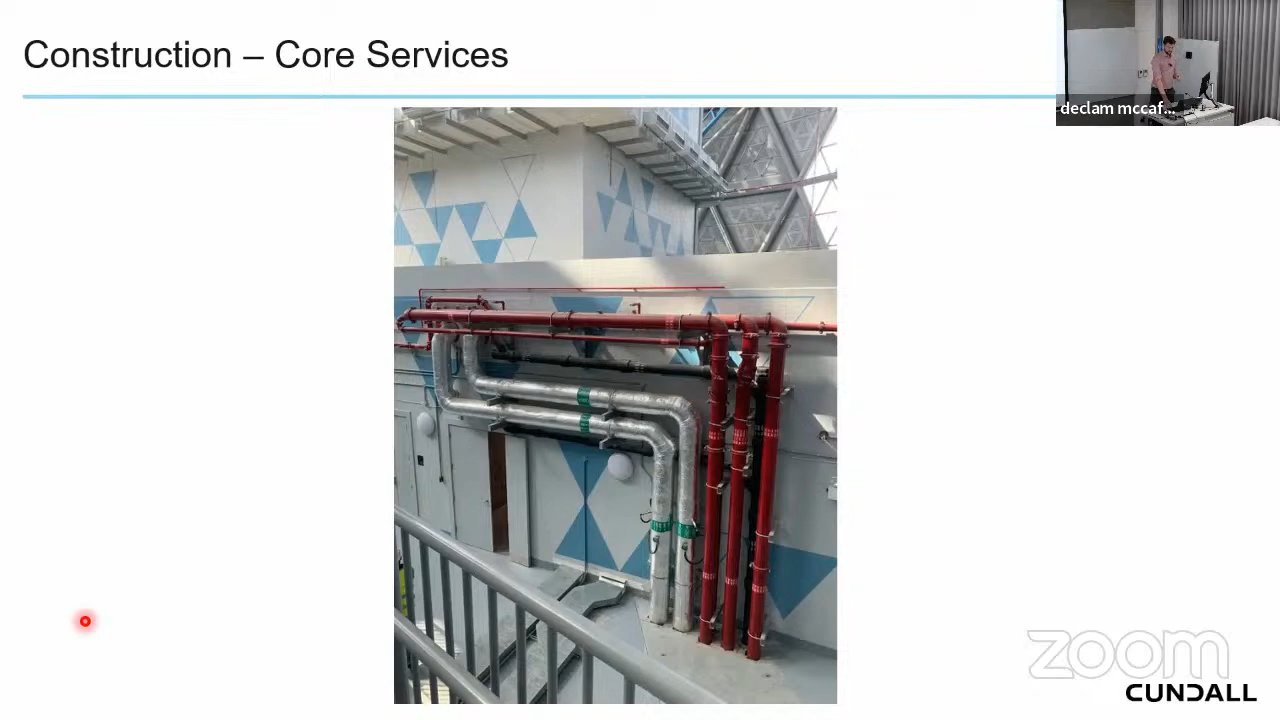 Construction – Core Services
declam mccaf...
zoom
CUNDALL